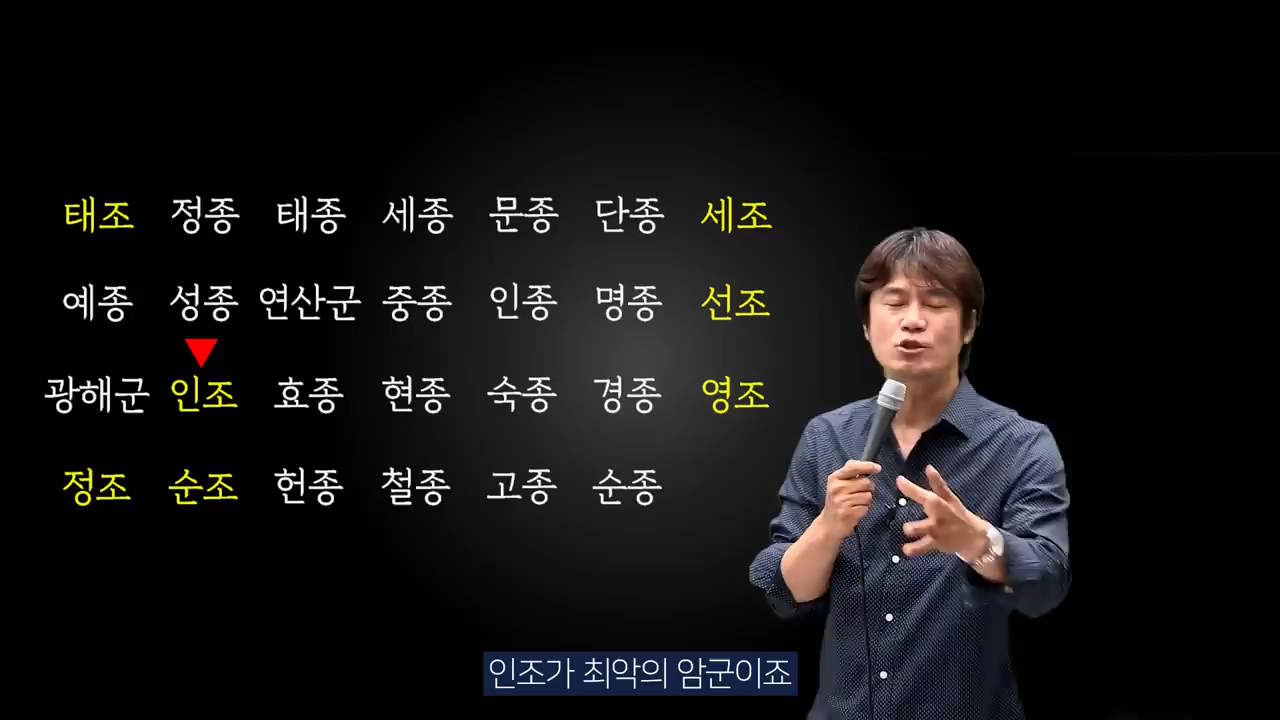 태조 정종 태종 세종 문종 단종 세조
예종 성종 연산군 중종 인종 명종 선조
광해군 인조 효종 현종 숙종 경종 영조
정조 순조 헌종 철종 고종 순종
인조가 최악의 암군이죠